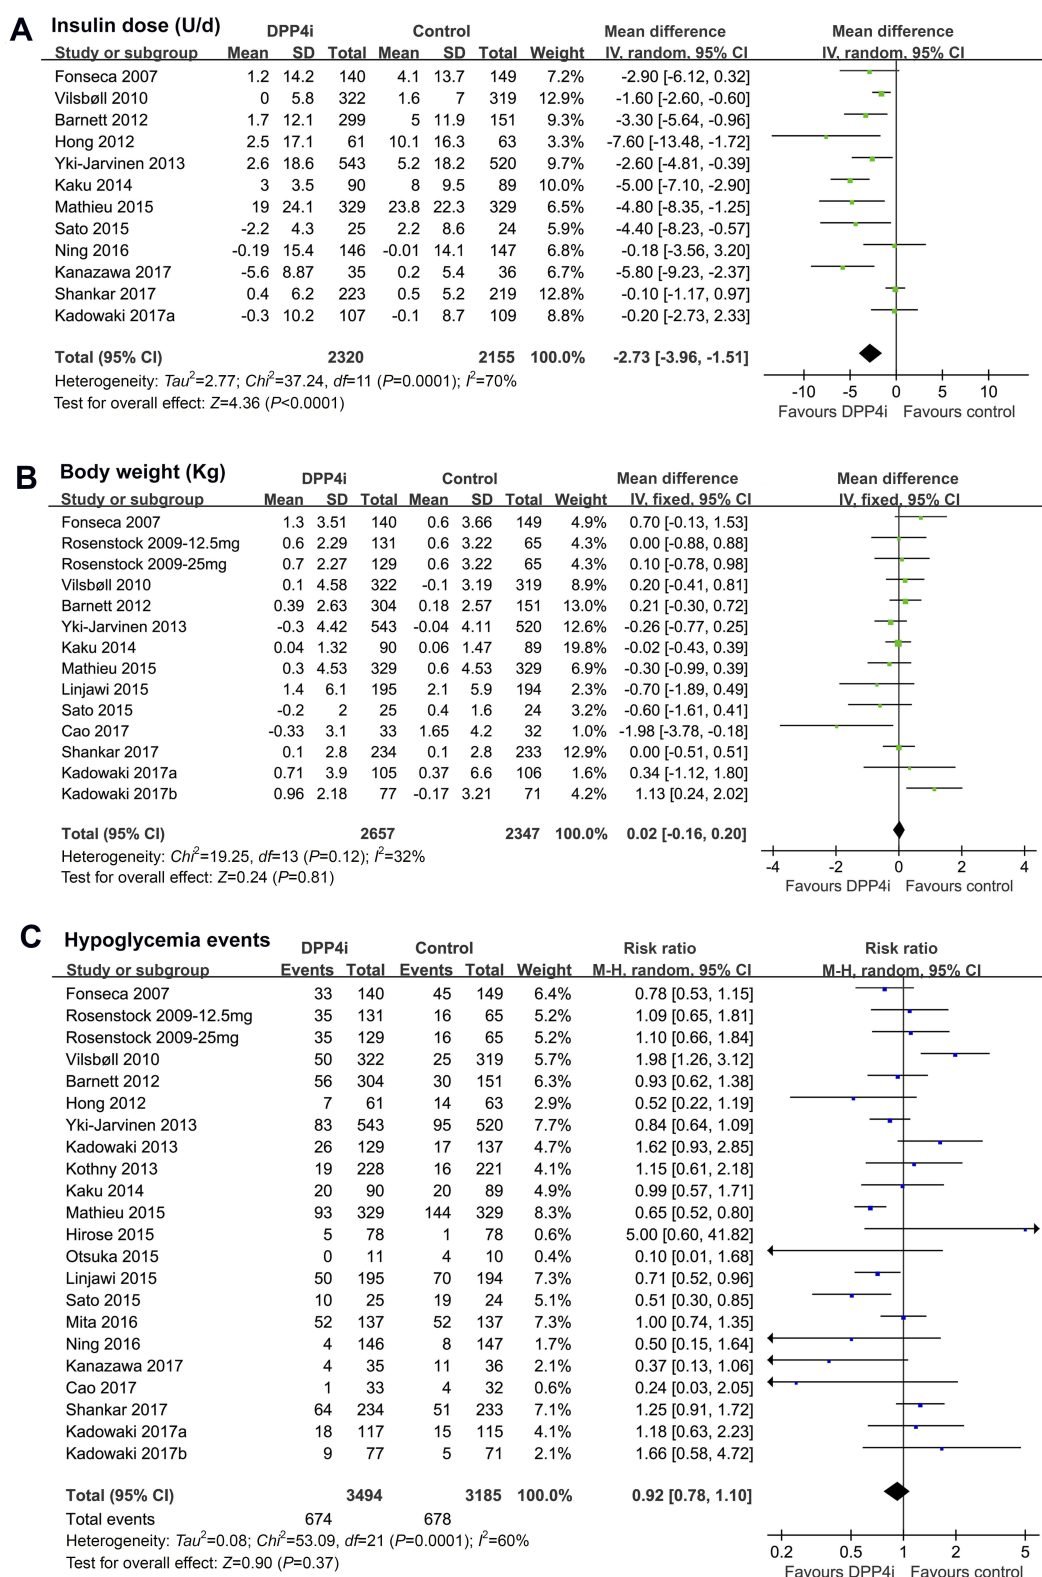 A Insulin dose (U/d)
DPP4i Control Mean difference Mean difference
Study or subgroup Mean SD Total Mean SD Total Weight IV, random, 95% CI IV, random, 95% CI
Fonseca 2007 1.2 14.2 140 4.1 13.7 149 7.2% -2.90 [-6.12, 0.32]
Vilsbøll 2010 0 5.8 322 1.6 7 319 12.9% -1.60 [-2.60, -0.60]
Barnett 2012 1.7 12.1 299 5 11.9 151 9.3% -3.30 [-5.64, -0.96]
Hong 2012 2.5 17.1 61 10.1 16.3 63 3.3% -7.60 [-13.48, -1.72]
Yki-Jarvinen 2013 2.6 18.6 543 5.2 18.2 520 9.7% -2.60 [-4.81, -0.39]
Kaku 2014 3 3.5 90 8 9.5 89 10.0% -5.00 [-7.10, -2.90]
Mathieu 2015 19 24.1 329 23.8 22.3 329 6.5% -4.80 [-8.35, -1.25]
Sato 2015 -2.2 4.3 25 2.2 8.6 24 5.9% -4.40 [-8.23, -0.57]
Ning 2016 -0.19 15.4 146 -0.01 14.1 147 6.8% -0.18 [-3.56, 3.20]
Kanazawa 2017 -5.6 8.87 35 0.2 5.4 36 6.7% -5.80 [-9.23, -2.37]
Shankar 2017 0.4 6.2 223 0.5 5.2 219 12.8% -0.10 [-1.17, 0.97]
Kadowaki 2017a -0.3 10.2 107 -0.1 8.7 109 8.8% -0.20 [-2.73, 2.33]
Total (95% CI) 2320 2155 100.0% -2.73 [-3.96, -1.51]
Heterogeneity: Tau²=2.77; Chi²=37.24, df=11 (P=0.0001); I²=70%
Test for overall effect: Z=4.36 (P<0.0001)
-10 -5 0 5 10
Favours DPP4i Favours control
B Body weight (Kg)
DPP4i Control Mean difference Mean difference
Study or subgroup Mean SD Total Mean SD Total Weight IV, fixed, 95% CI IV, fixed, 95% CI
Fonseca 2007 1.3 3.51 140 0.6 3.66 149 4.9% 0.70 [-0.13, 1.53]
Rosenstock 2009-12.5mg 0.6 2.29 131 0.6 3.22 65 4.3% 0.00 [-0.88, 0.88]
Rosenstock 2009-25mg 0.7 2.27 129 0.6 3.22 65 4.3% 0.10 [-0.78, 0.98]
Vilsbøll 2010 0.1 4.58 322 -0.1 3.19 319 8.9% 0.20 [-0.41, 0.81]
Barnett 2012 0.39 2.63 304 0.18 2.57 151 13.0% 0.21 [-0.30, 0.72]
Yki-Jarvinen 2013 -0.3 4.42 543 -0.04 4.11 520 12.6% -0.26 [-0.77, 0.25]
Kaku 2014 0.04 1.32 90 0.06 1.47 89 19.8% -0.02 [-0.43, 0.39]
Mathieu 2015 0.3 4.53 329 0.6 4.53 329 6.9% -0.30 [-0.99, 0.39]
Linjawi 2015 1.4 6.1 195 2.1 5.9 194 2.3% -0.70 [-1.89, 0.49]
Sato 2015 -0.2 2 25 0.4 1.6 24 3.2% -0.60 [-1.61, 0.41]
Cao 2017 -0.33 3.1 33 1.65 4.2 32 1.0% -1.98 [-3.78, -0.18]
Shankar 2017 0.1 2.8 234 0.1 2.8 233 12.9% 0.00 [-0.51, 0.51]
Kadowaki 2017a 0.71 3.9 105 0.37 6.6 106 1.6% 0.34 [-1.12, 1.80]
Kadowaki 2017b 0.96 2.18 77 -0.17 3.21 71 4.2% 1.13 [0.24, 2.02]
Total (95% CI) 2657 2347 100.0% 0.02 [-0.16, 0.20]
Heterogeneity: Chi²=19.25, df=13 (P=0.12); I²=32%
Test for overall effect: Z=0.24 (P=0.81)
-4 -2 0 2 4
Favours DPP4i Favours control
C Hypoglycemia events
DPP4i Control Risk ratio Risk ratio
Study or subgroup Events Total Events Total Weight M-H, random, 95% CI M-H, random, 95% CI
Fonseca 2007 33 140 45 149 6.4% 0.78 [0.53, 1.15]
Rosenstock 2009-12.5mg 35 131 16 65 5.2% 1.09 [0.65, 1.81]
Rosenstock 2009-25mg 35 129 16 65 5.2% 1.10 [0.66, 1.84]
Vilsbøll 2010 50 322 25 319 5.7% 1.98 [1.26, 3.12]
Barnett 2012 56 304 30 151 6.3% 0.93 [0.62, 1.38]
Hong 2012 7 61 14 63 2.9% 0.52 [0.22, 1.19]
Yki-Jarvinen 2013 83 543 95 520 7.7% 0.84 [0.64, 1.09]
Kadowaki 2013 26 129 17 137 4.7% 1.62 [0.93, 2.85]
Kothny 2013 19 228 16 221 4.1% 1.15 [0.61, 2.18]
Kaku 2014 20 90 20 89 4.9% 0.99 [0.57, 1.71]
Mathieu 2015 93 329 144 329 8.3% 0.65 [0.52, 0.80]
Hirose 2015 5 78 1 78 0.6% 5.00 [0.60, 41.82]
Otsuka 2015 0 11 4 10 0.4% 0.10 [0.01, 1.68]
Linjawi 2015 50 195 70 194 7.3% 0.71 [0.52, 0.96]
Sato 2015 10 25 19 24 5.1% 0.51 [0.30, 0.85]
Mita 2016 52 137 52 137 7.3% 1.00 [0.74, 1.35]
Ning 2016 4 146 8 147 1.7% 0.50 [0.15, 1.64]
Kanazawa 2017 4 35 11 36 2.1% 0.37 [0.13, 1.06]
Cao 2017 1 33 4 32 0.6% 0.24 [0.03, 2.05]
Shankar 2017 64 234 51 233 7.1% 1.25 [0.91, 1.72]
Kadowaki 2017a 18 117 15 115 4.1% 1.18 [0.63, 2.23]
Kadowaki 2017b 9 77 5 71 2.1% 1.66 [0.58, 4.72]
Total (95% CI) 3494 3185 100.0% 0.92 [0.78, 1.10]
Total events 674 678
Heterogeneity: Tau²=0.08; Chi²=53.09, df=21 (P=0.0001); I²=60%
Test for overall effect: Z=0.90 (P=0.37)
0.2 0.5 1 2 5
Favours DPP4i Favours control